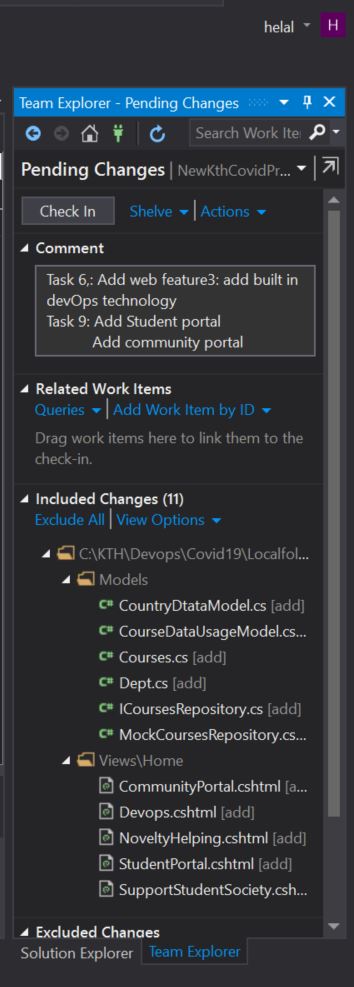 helal H
Team Explorer - Pending Changes
Search Work Ite
Pending Changes | NewKthCovidPr...
Check In Shelve Actions
Comment
Task 6,: Add web feature3: add built in
devOps technology
Task 9: Add Student portal
Add community portal
Related Work Items
Queries | Add Work Item by ID
Drag work items here to link them to the
check-in.
Included Changes (11)
Exclude All | View Options
C:\KTH\Devops\Covid19\Localfol...
Models
C# CountryDtataModel.cs [add]
C# CourseDataUsageModel.cs...
C# Courses.cs [add]
C# Dept.cs [add]
C# ICoursesRepository.cs [add]
C# MockCoursesRepository.cs...
Views\Home
CommunityPortal.cshtml [a...
Devops.cshtml [add]
NoveltyHelping.cshtml [add]
StudentPortal.cshtml [add]
SupportStudentSociety.csh...
Excluded Changes
Solution Explorer Team Explorer